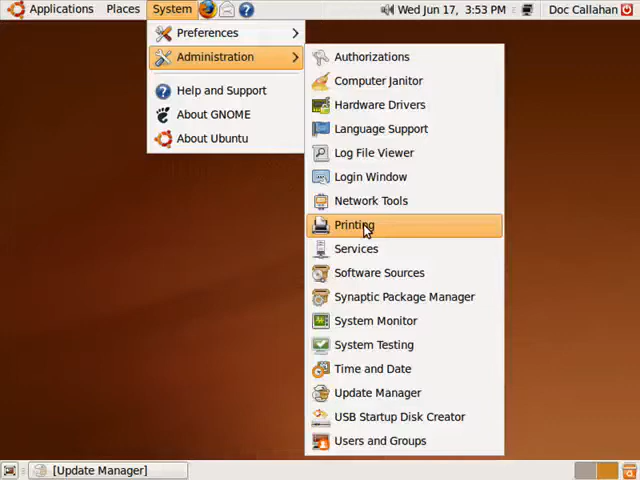 Applications Places System Wed Jun 17, 3:53 PM Doc Callahan
Preferences
Administration
Help and Support
About GNOME
About Ubuntu
Authorizations
Computer Janitor
Hardware Drivers
Language Support
Log File Viewer
Login Window
Network Tools
Printing
Services
Software Sources
Synaptic Package Manager
System Monitor
System Testing
Time and Date
Update Manager
USB Startup Disk Creator
Users and Groups
[Update Manager]